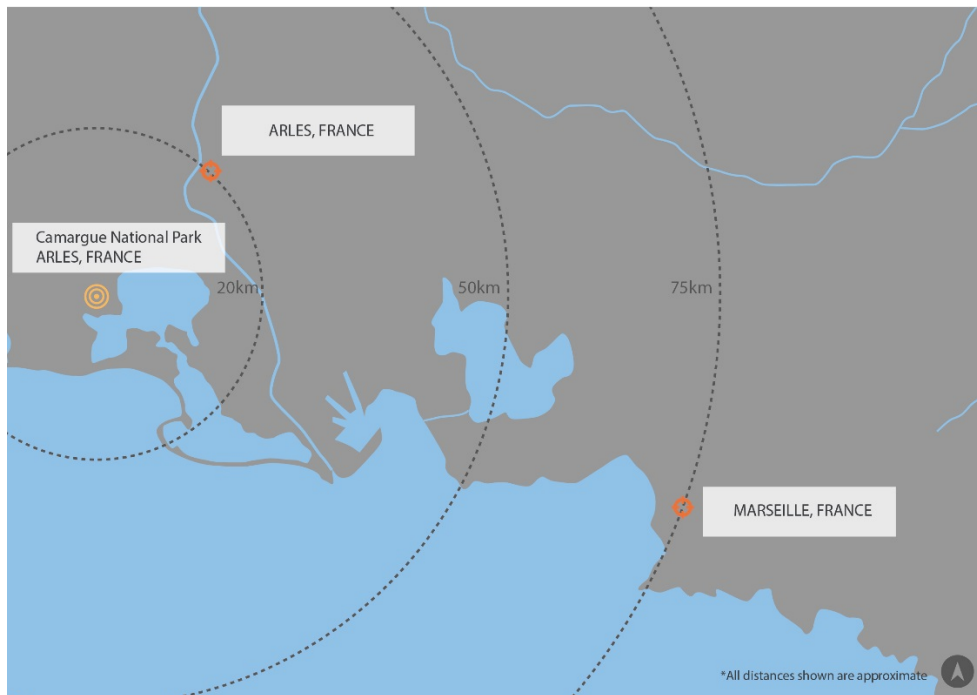 ARLES, FRANCE
Camargue National Park
ARLES, FRANCE
20km
50km
75km
MARSEILLE, FRANCE
*All distances shown are approximate